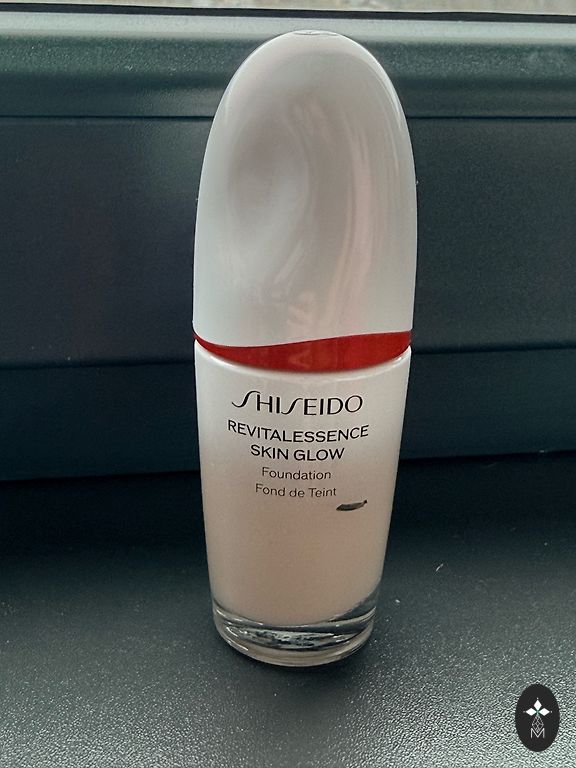 SHISEIDO
REVITALESSENCE
SKIN GLOW
Foundation
Fond de Teint
M